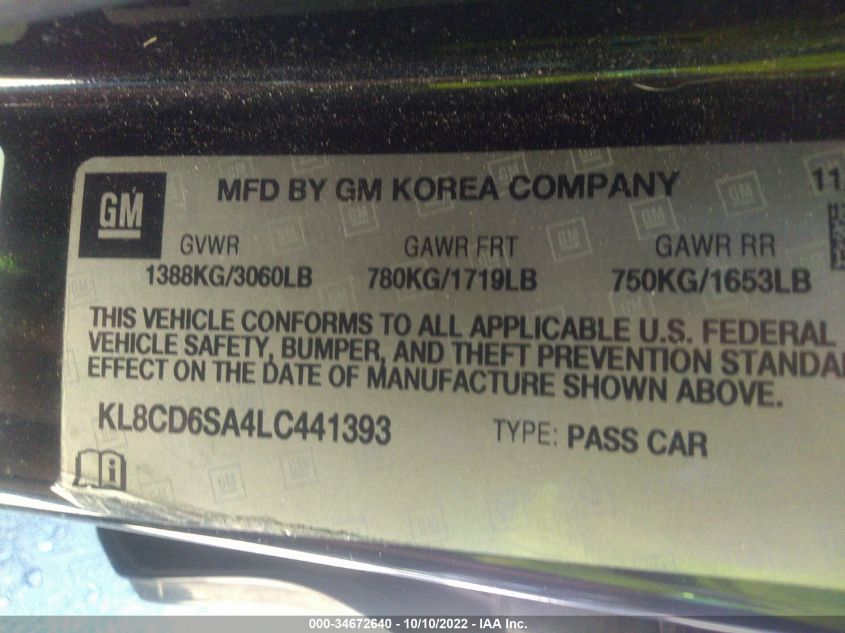 GM
MFD BY GM KOREA COMPANY
11
GVWR GAWR FRT GAWR RR
1388KG/3060LB 780KG/1719LB 750KG/1653LB
THIS VEHICLE CONFORMS TO ALL APPLICABLE U.S. FEDERAL
VEHICLE SAFETY, BUMPER, AND THEFT PREVENTION STANDA
EFFECT ON THE DATE OF MANUFACTURE SHOWN ABOVE.
KL8CD6SA4LC441393 TYPE: PASS CAR
000-34672640 - 10/10/2022 - IAA Inc.